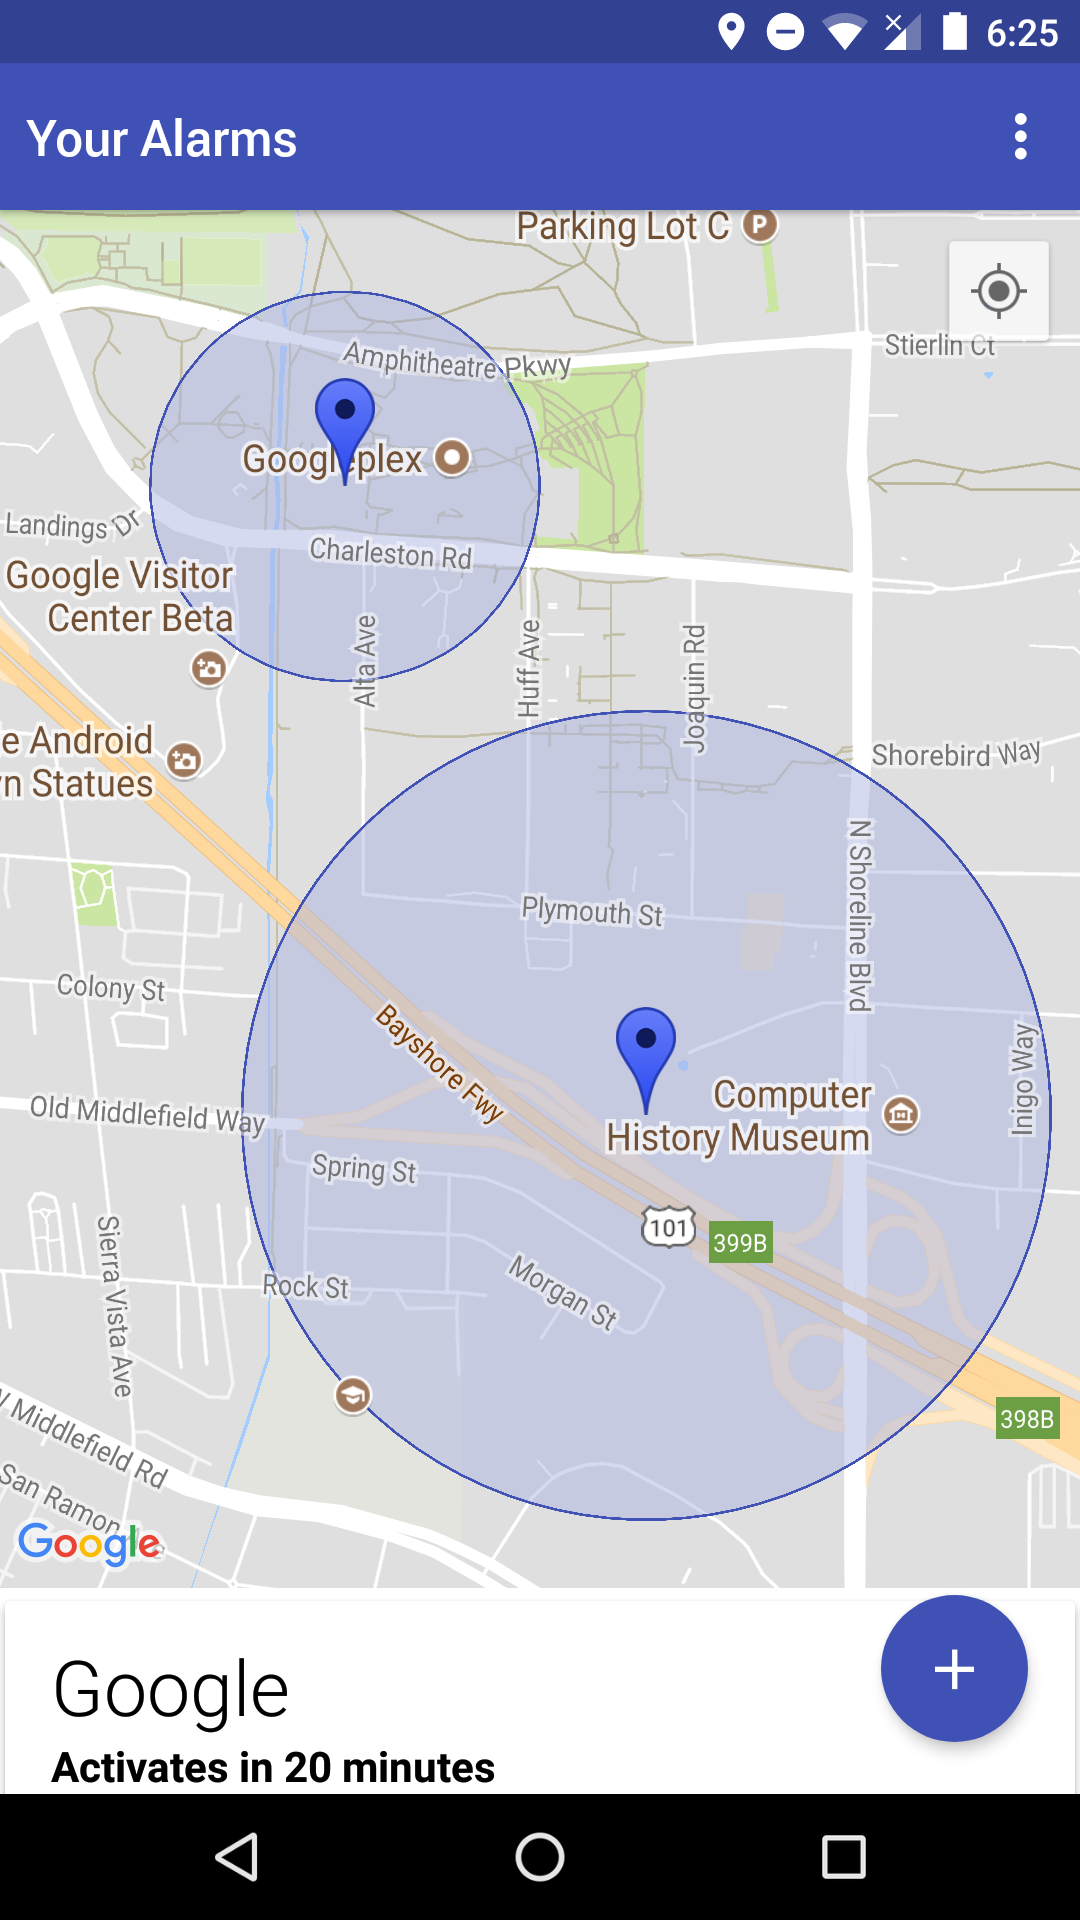 6:25
Your Alarms
Parking Lot C
P
Stierlin Ct
Amphitheatre Pkwy
Googleplex
Landings Dr
Charleston Rd
Google Visitor
Center Beta
Alta Ave
Huff Ave
Joaquin Rd
e Android
n Statues
Shorebird Way
N Shoreline Blvd
Plymouth St
Colony St
Bayshore Fwy
Inigo Way
Old Middlefield Way
Computer
History Museum
Spring St
101
399B
Sierra Vista Ave
Rock St
Morgan St
398B
W Middlefield Rd
San Ramon
Google
Google
Activates in 20 minutes